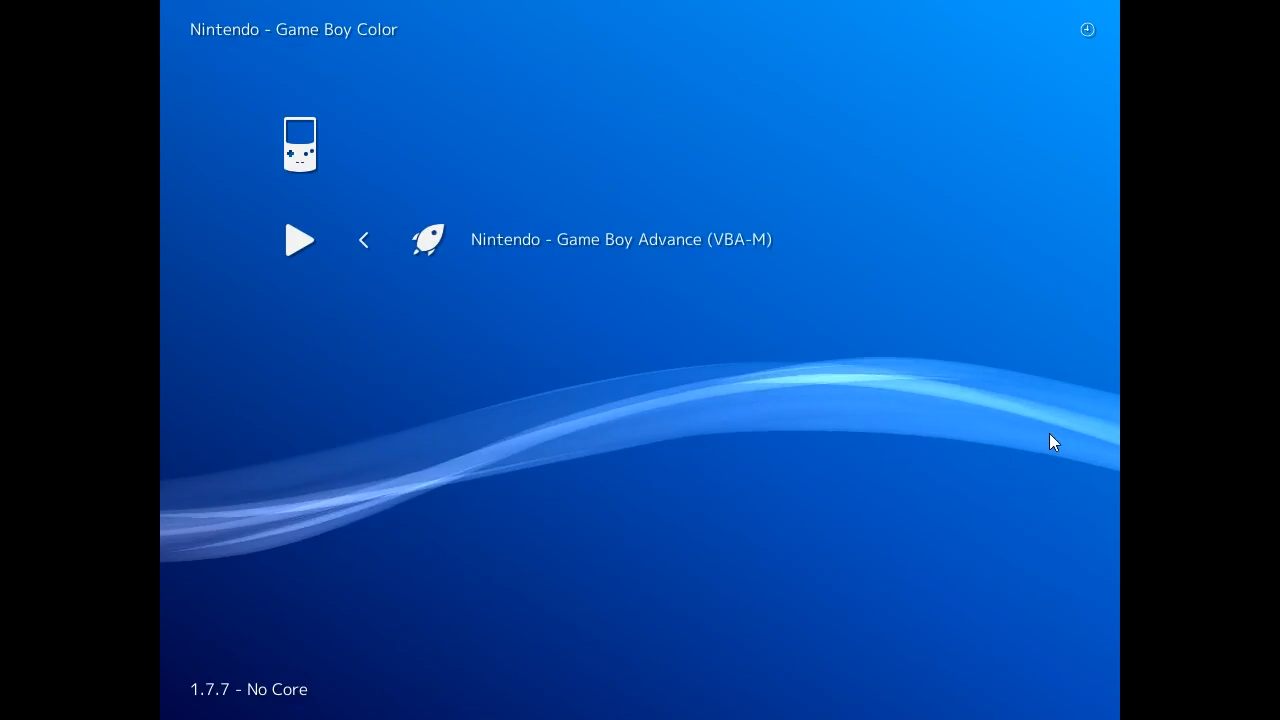 Nintendo - Game Boy Color
Nintendo - Game Boy Advance (VBA-M)
1.7.7 - No Core